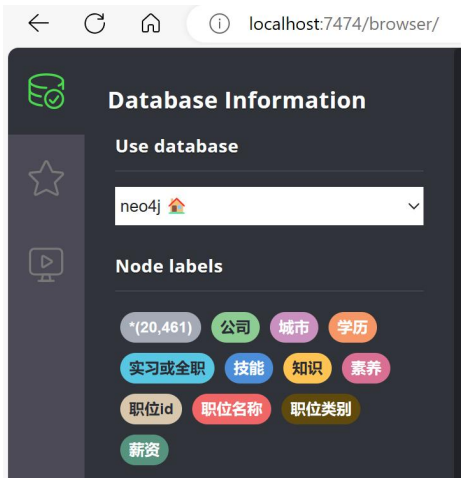 localhost:7474/browser/
Database Information
Use database
neo4j
Node labels
*(20,461) 公司 城市 学历
实习或全职 技能 知识 素养
职位id 职位名称 职位类别
薪资